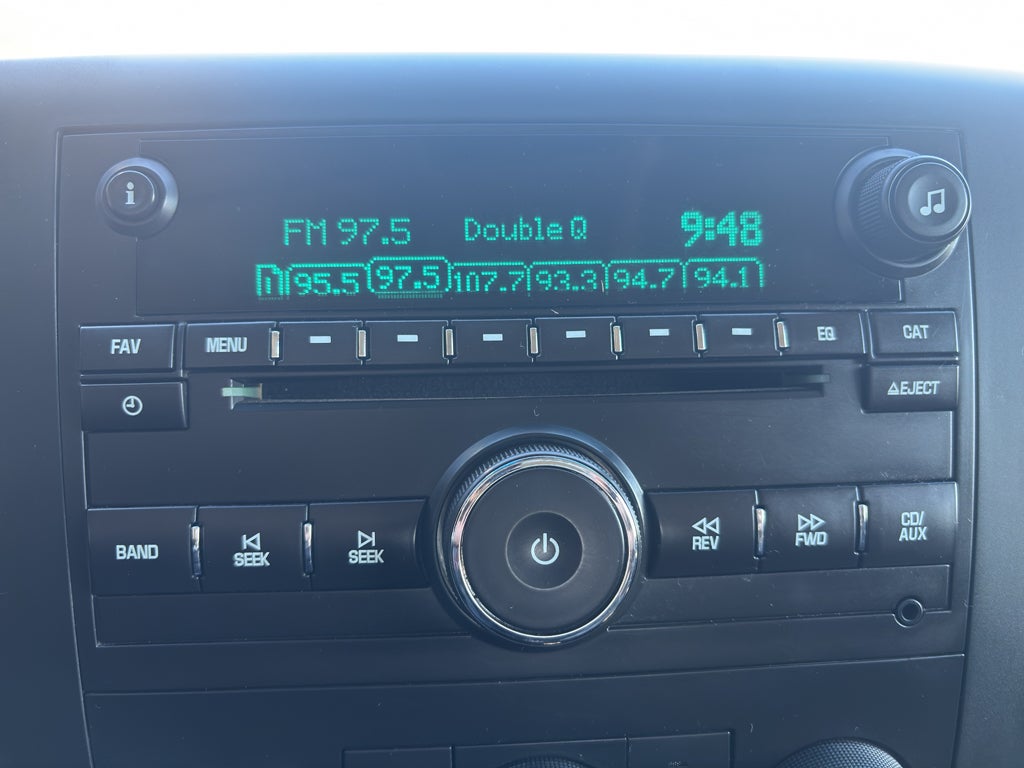 i
FM 97.5 Double Q 9:48
95.5 97.5 107.7 93.3 94.7 94.1
FAV MENU EQ CAT
EJECT
BAND SEEK SEEK REV FWD CD/
AUX